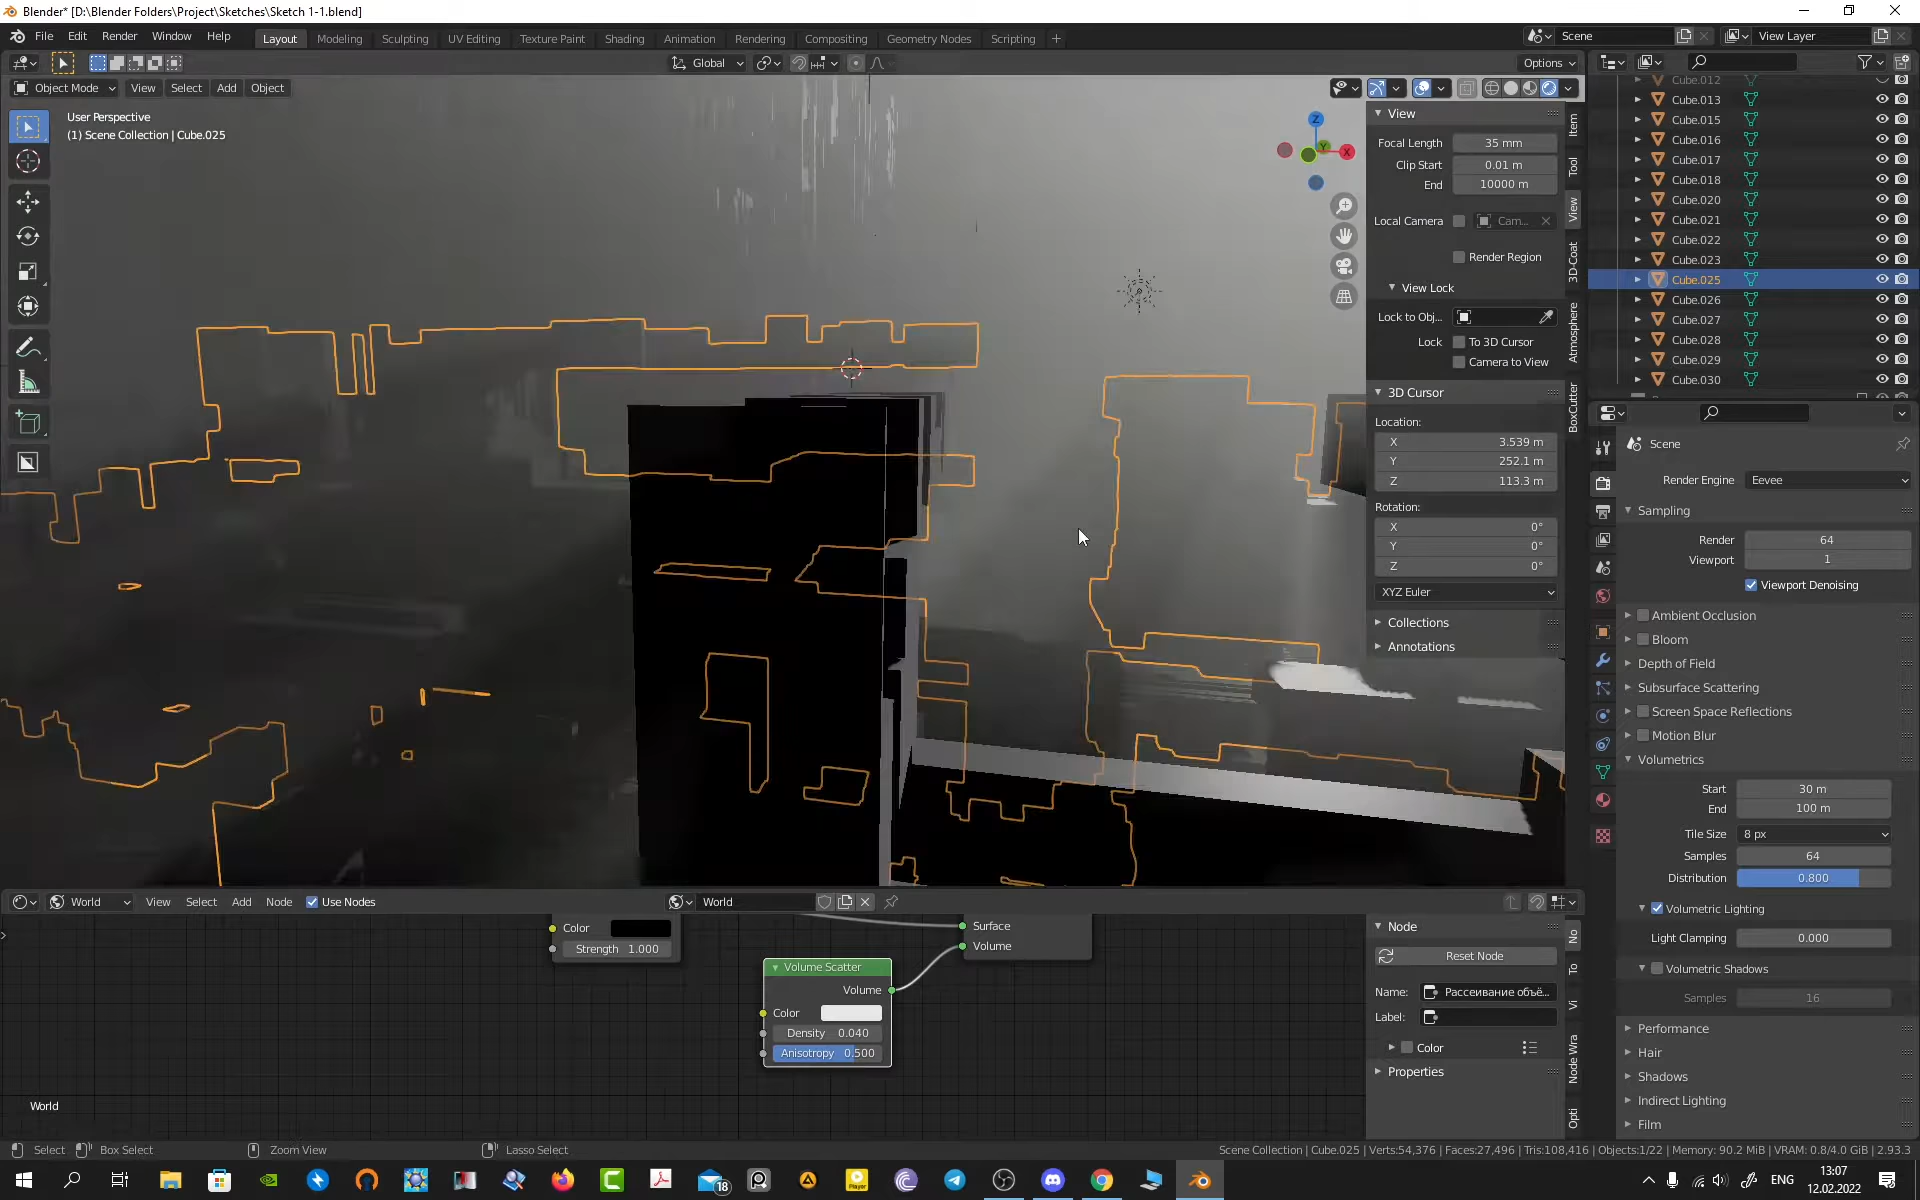 Blender* [D:\Blender Folders\Project\Sketches\Sketch 1-1.blend]
File Edit Render Window Help
Layout Modeling Sculpting UV Editing Texture Paint Shading Animation Rendering Compositing Geometry Nodes Scripting +
Scene
View Layer
Global
Options
Object Mode View Select Add Object
User Perspective
(1) Scene Collection | Cube.025
Z
Y
X
View
Focal Length 35 mm
Clip Start 0.01 m
End 10000 m
Local Camera Cam...
Render Region
View Lock
Lock to Obj...
Lock To 3D Cursor
Camera to View
3D Cursor
Location:
X 3.539 m
Y 252.1 m
Z 113.3 m
Rotation:
X 0°
Y 0°
Z 0°
XYZ Euler
Collections
Annotations
Item
Tool
View
3D-Coat
Atmosphere
BoxCutter
Cube.012
Cube.013
Cube.015
Cube.016
Cube.017
Cube.018
Cube.020
Cube.021
Cube.022
Cube.023
Cube.025
Cube.026
Cube.027
Cube.028
Cube.029
Cube.030
Scene
Render Engine Eevee
Sampling
Render 64
Viewport 1
Viewport Denoising
Ambient Occlusion
Bloom
Depth of Field
Subsurface Scattering
Screen Space Reflections
Motion Blur
Volumetrics
Start 30 m
End 100 m
Tile Size 8 px
Samples 64
Distribution 0.800
Volumetric Lighting
Light Clamping 0.000
Volumetric Shadows
Samples 16
Performance
Hair
Shadows
Indirect Lighting
Film
World View Select Add Node Use Nodes
World
Color
Strength 1.000
Surface
Volume
Volume Scatter
Volume
Color
Density 0.040
Anisotropy 0.500
World
Node
Reset Node
Name: Рассеивание объё...
Label:
Color
Properties
No
To
Vi
Node Wra
Opti
Select Box Select Zoom View Lasso Select
Scene Collection | Cube.025 | Verts:54,376 | Faces:27,496 | Tris:108,416 | Objects:1/22 | Memory: 90.2 MiB | VRAM: 0.8/4.0 GiB | 2.93.3
18
Player
ENG
13:07
12.02.2022